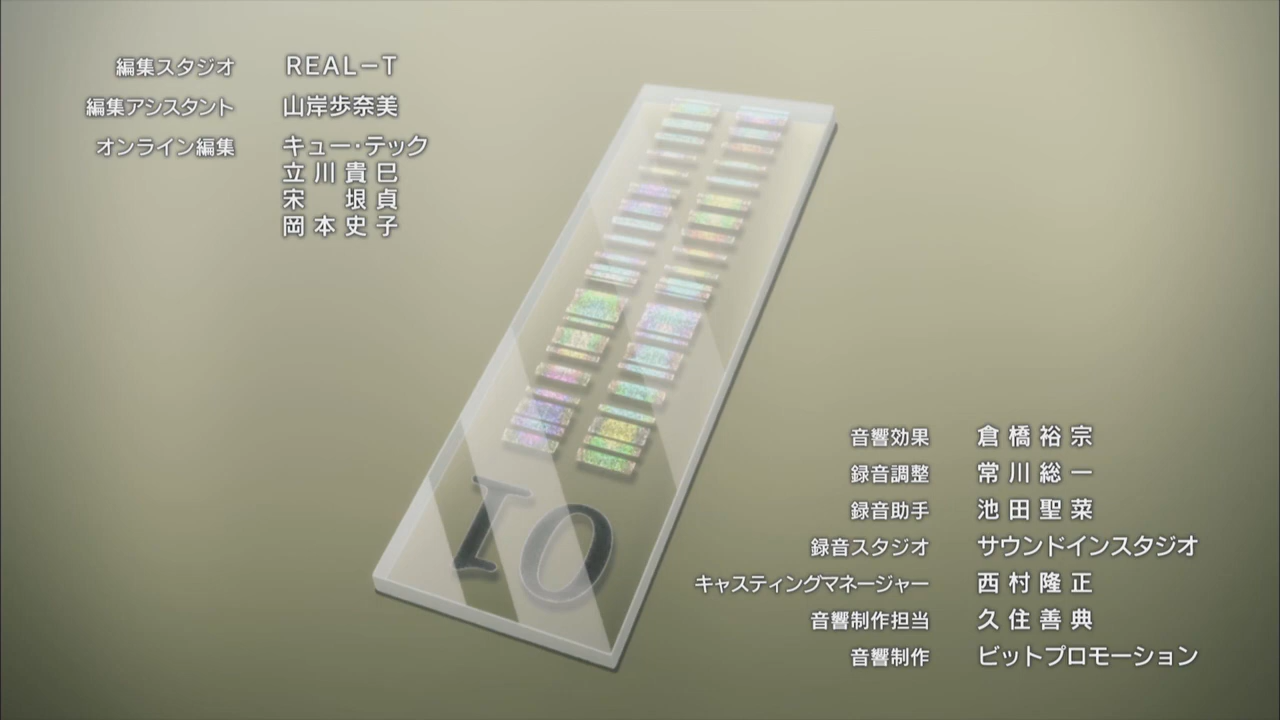 編集スタジオ REAL－T
編集アシスタント 山岸歩奈美
オンライン編集 キュー・テック
立川貴巳
宋 垠貞
岡本史子
IO
音響効果 倉橋裕宗
録音調整 常川総一
録音助手 池田聖菜
録音スタジオ サウンドインスタジオ
キャスティングマネージャー 西村隆正
音響制作担当 久住善典
音響制作 ビットプロモーション